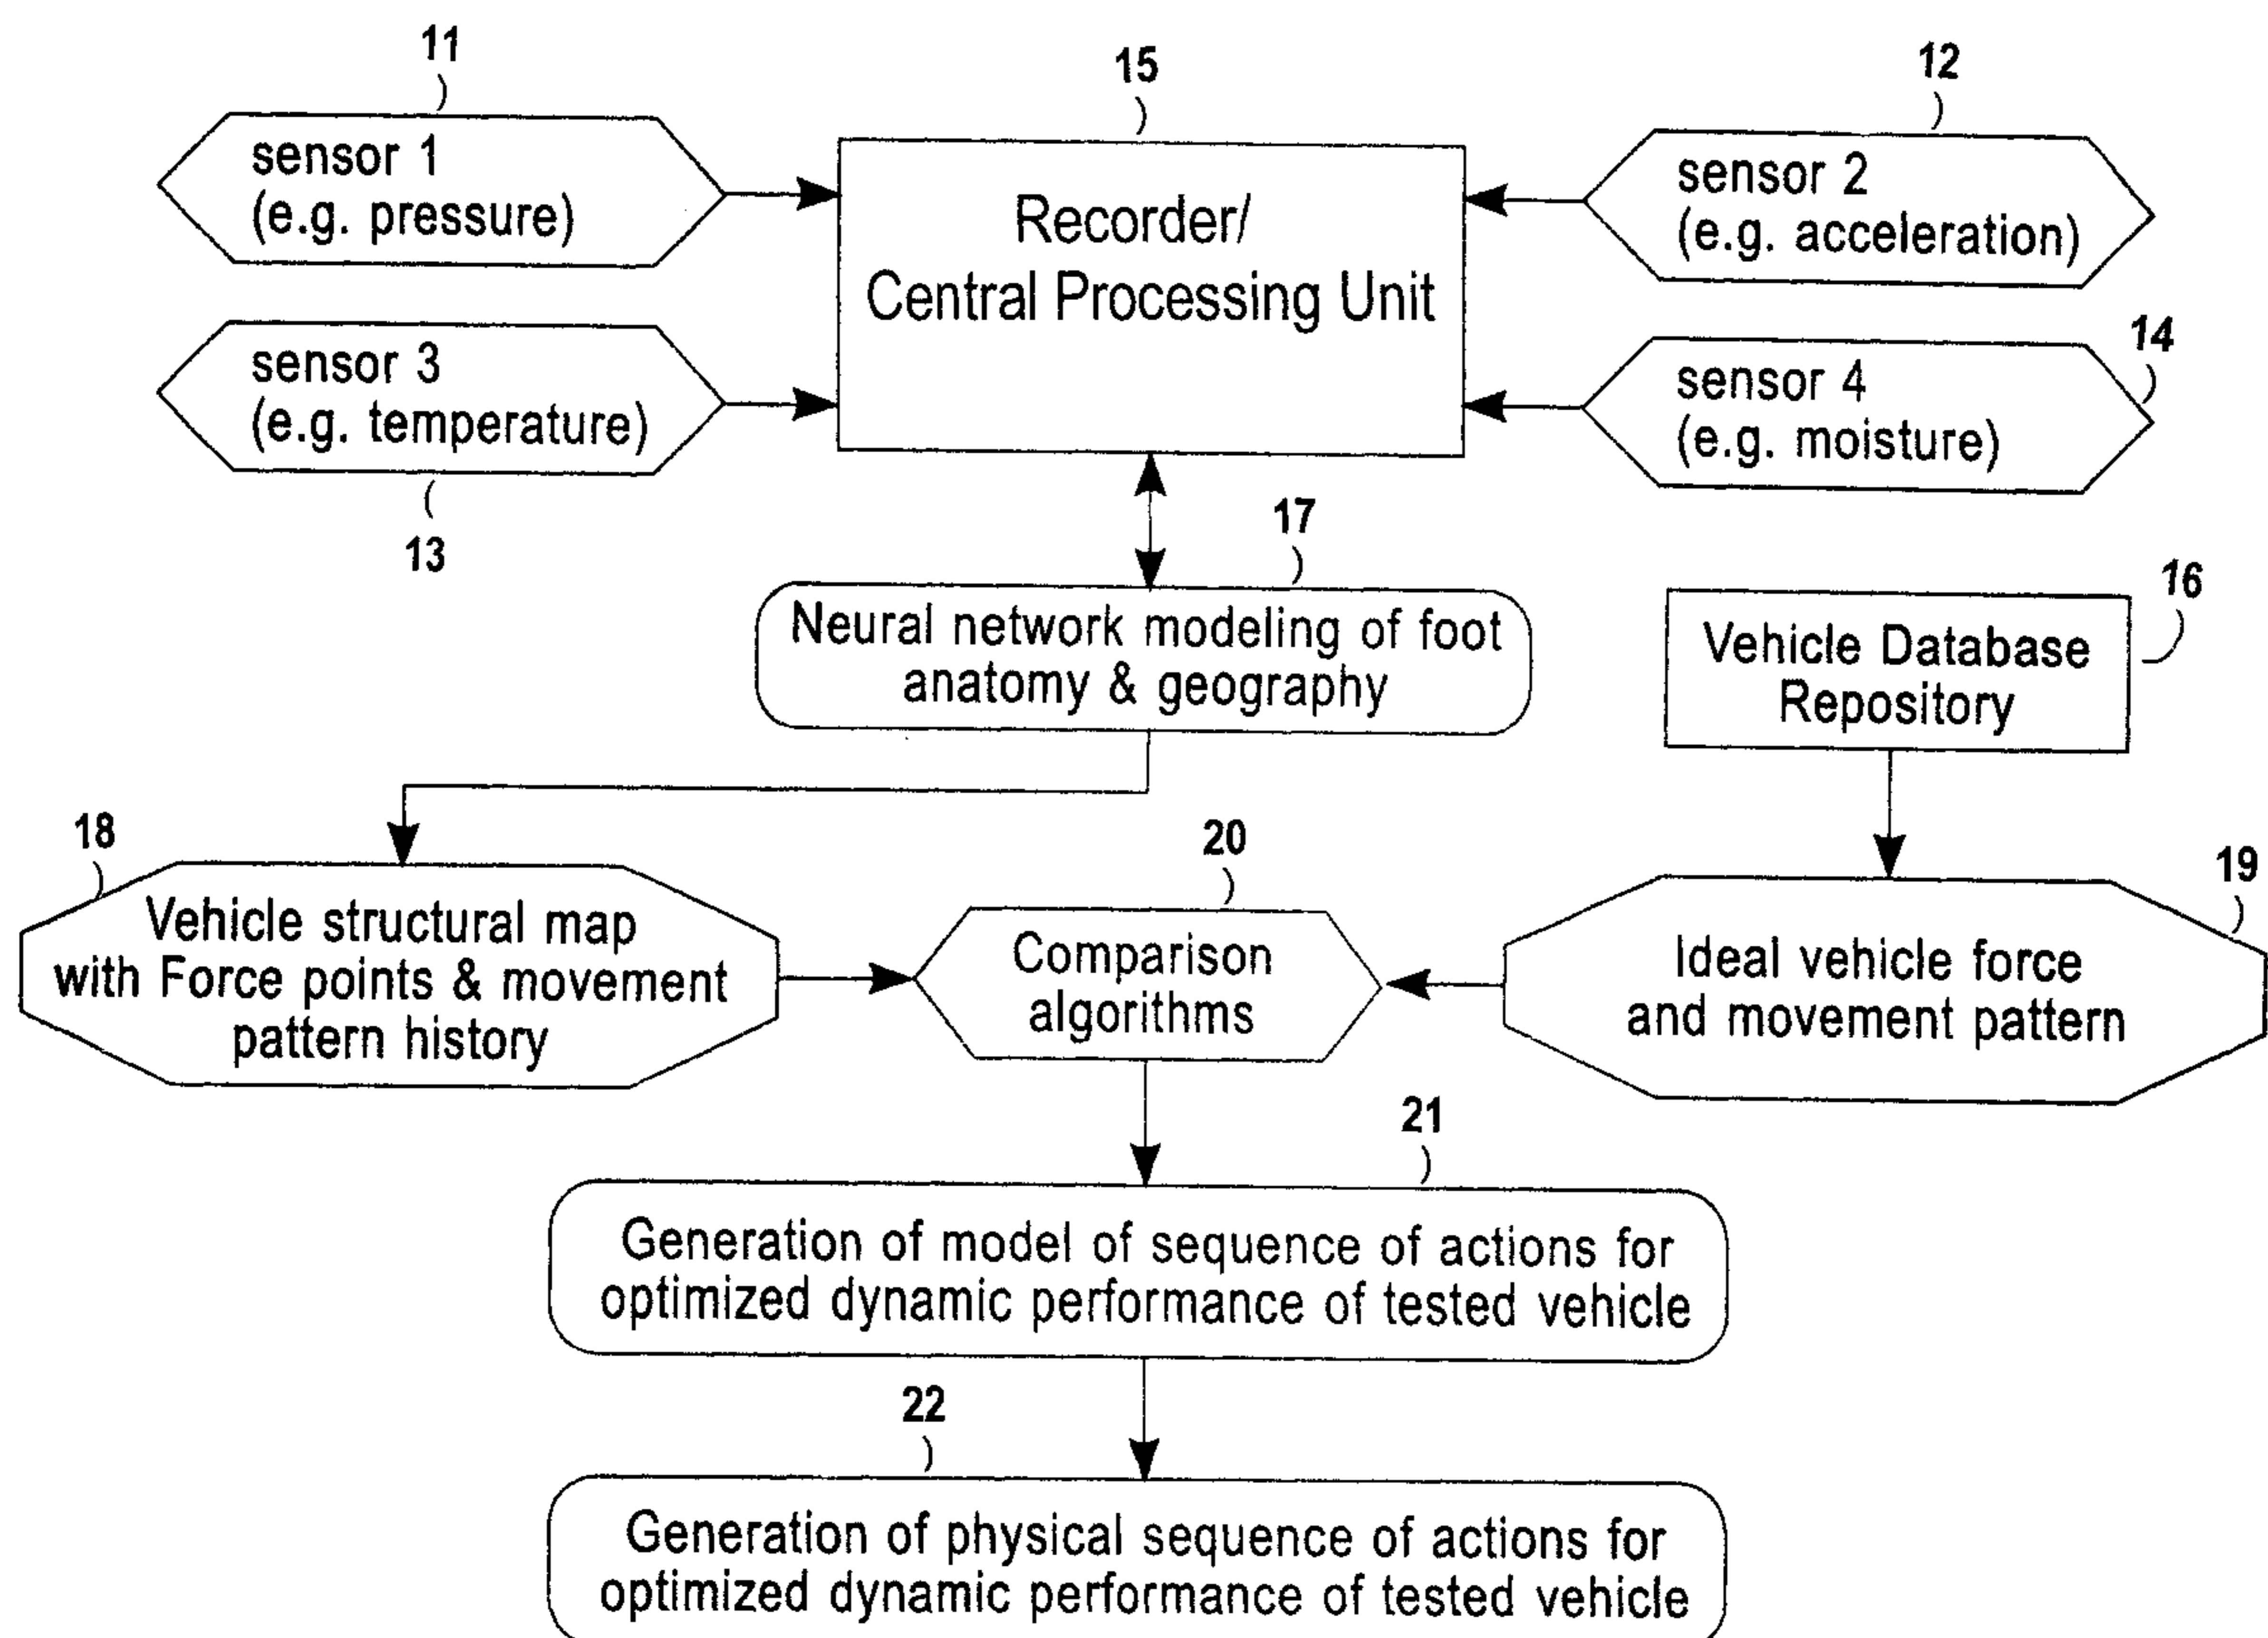 11
15
12
sensor 1
(e.g. pressure)
Recorder/
Central Processing Unit
sensor 2
(e.g. acceleration)
sensor 3
(e.g. temperature)
14
sensor 4
(e.g. moisture)
13
17
16
Neural network modeling of foot
anatomy & geography
Vehicle Database
Repository
18
20
19
Vehicle structural map
with Force points & movement
pattern history
Comparison
algorithms
Ideal vehicle force
and movement pattern
21
Generation of model of sequence of actions for
optimized dynamic performance of tested vehicle
22
Generation of physical sequence of actions for
optimized dynamic performance of tested vehicle